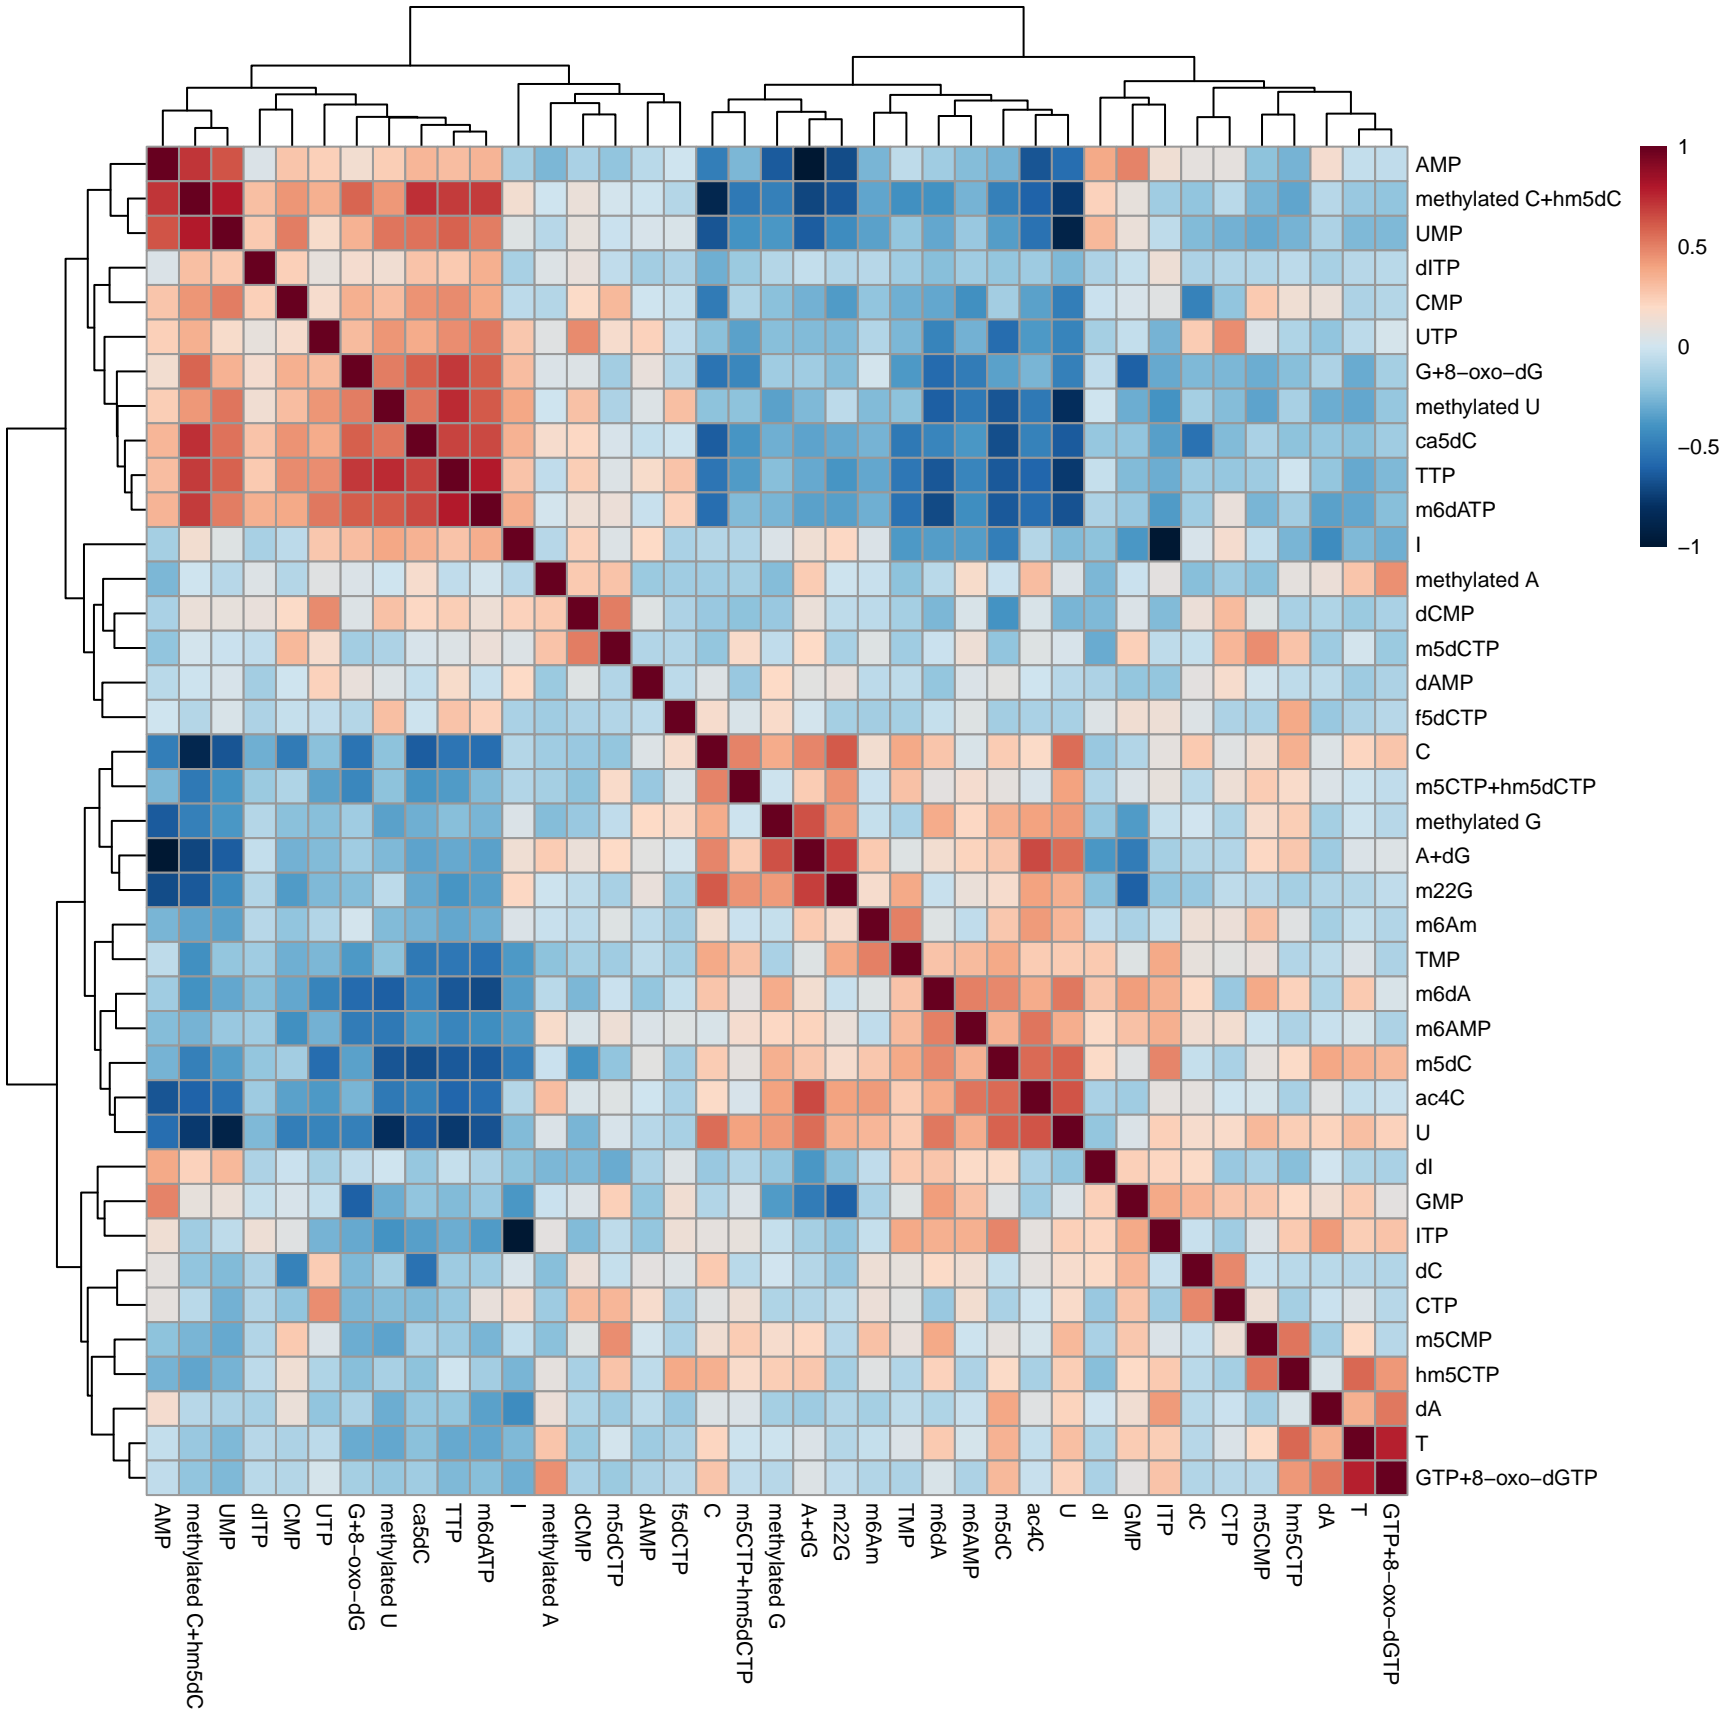 AMP
methylated C+hm5dC
UMP
dITP
CMP
UTP
G+8−oxo−dG
methylated U
ca5dC
TTP
m6dATP
I
methylated A
dCMP
m5dCTP
dAMP
f5dCTP
C
m5CTP+hm5dCTP
methylated G
A+dG
m22G
m6Am
TMP
m6dA
m6AMP
m5dC
ac4C
U
dI
GMP
ITP
dC
CTP
m5CMP
hm5CTP
dA
T
GTP+8−oxo−dGTP
1
0.5
0
−0.5
−1
AMP
methylated C+hm5dC
UMP
dITP
CMP
UTP
G+8−oxo−dG
methylated U
ca5dC
TTP
m6dATP
I
methylated A
dCMP
m5dCTP
dAMP
f5dCTP
C
m5CTP+hm5dCTP
methylated G
A+dG
m22G
m6Am
TMP
m6dA
m6AMP
m5dC
ac4C
U
dI
GMP
ITP
dC
CTP
m5CMP
hm5CTP
dA
T
GTP+8−oxo−dGTP